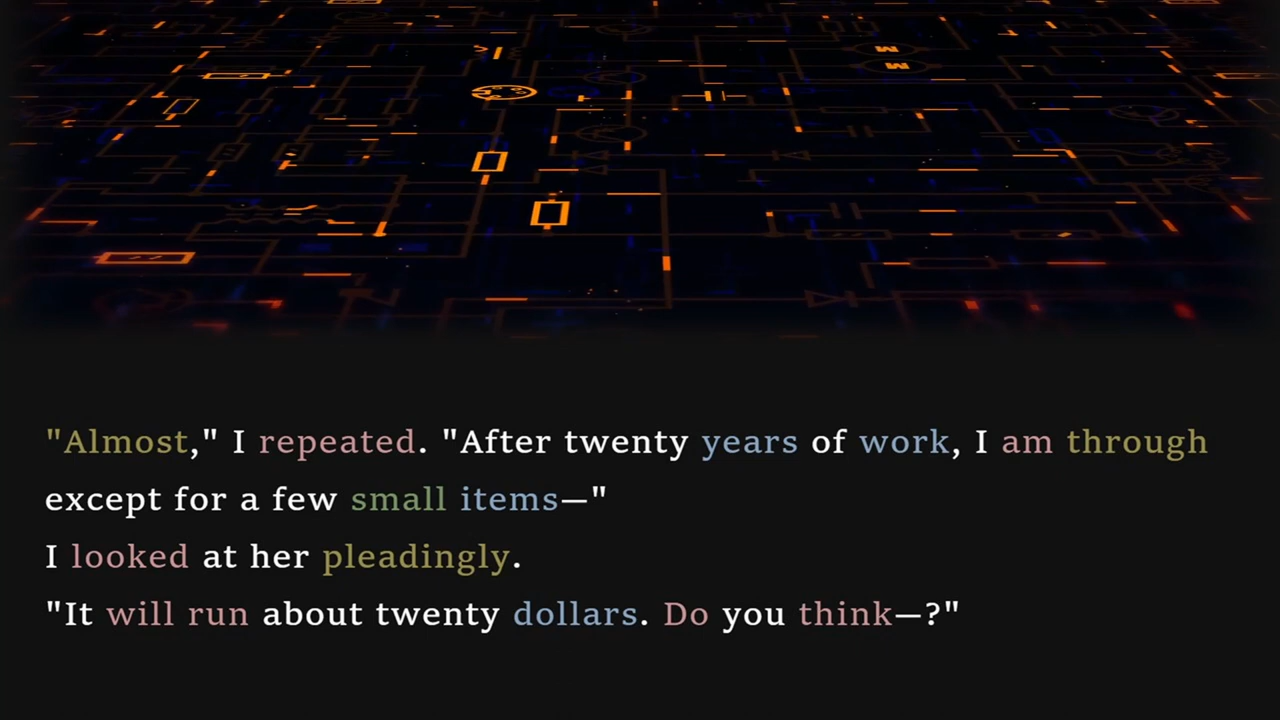 "Almost," I repeated. "After twenty years of work, I am through
except for a few small items—"
I looked at her pleadingly.
"It will run about twenty dollars. Do you think—?"